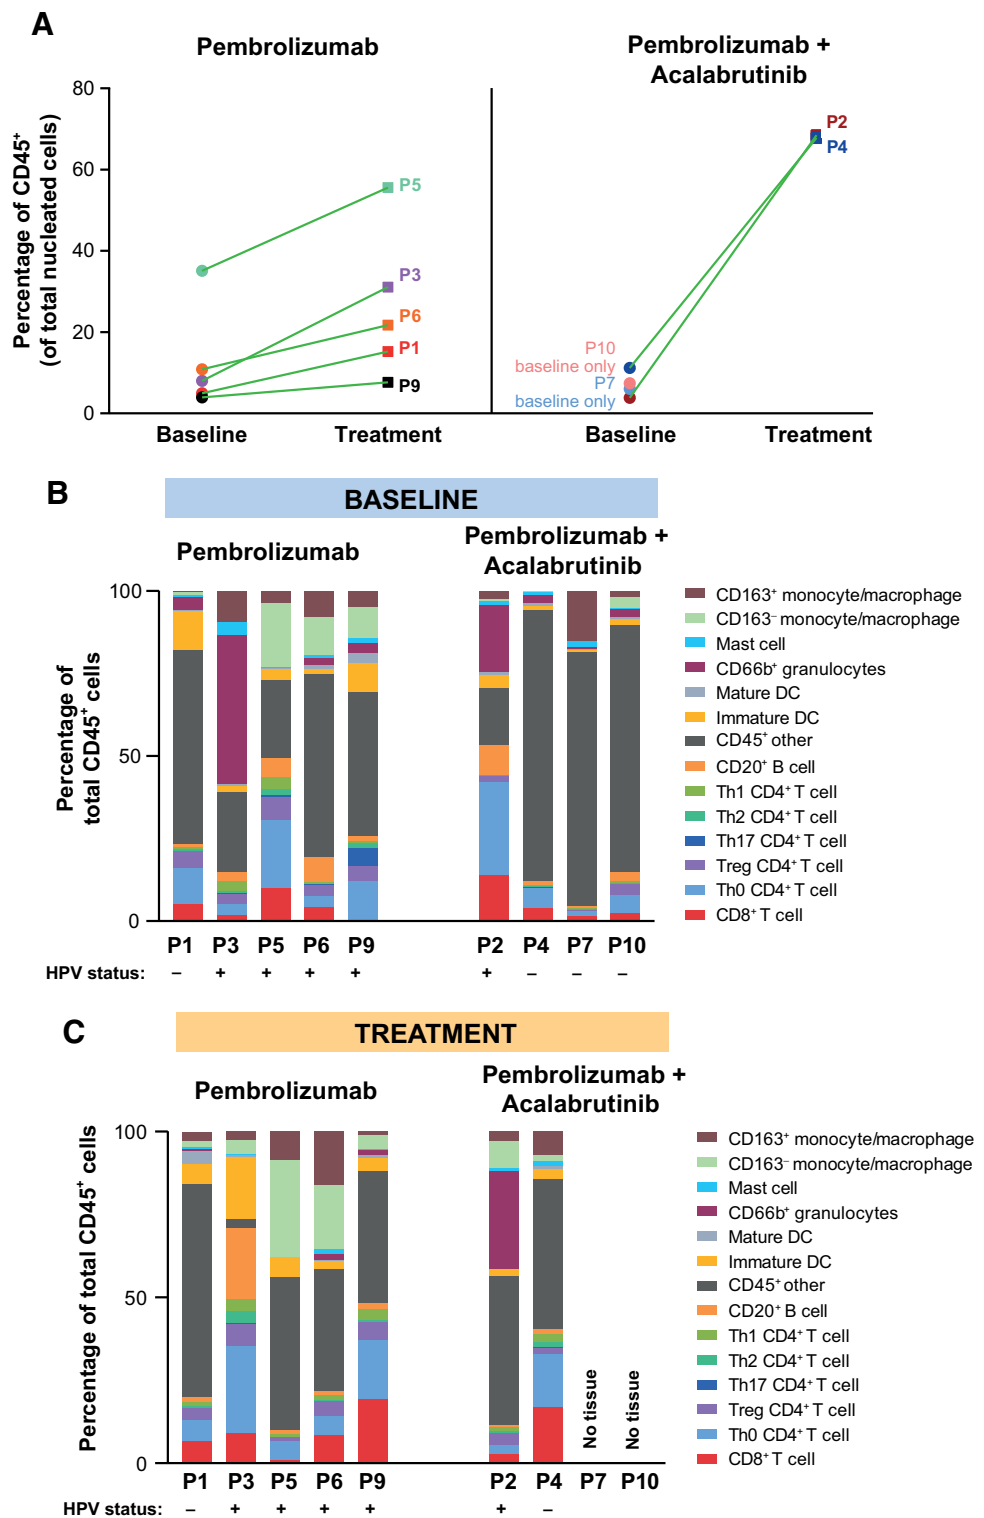 A
Pembrolizumab
Pembrolizumab +
Acalabrutinib
Percentage of CD45⁺
(of total nucleated cells)
80
60
40
20
0
P5
P3
P6
P1
P9
P2
P4
P10
baseline only
P7
baseline only
Baseline
Treatment
Baseline
Treatment
B
BASELINE
Pembrolizumab
Pembrolizumab +
Acalabrutinib
Percentage of
total CD45⁺ cells
100
50
0
CD163⁺ monocyte/macrophage
CD163⁻ monocyte/macrophage
Mast cell
CD66b⁺ granulocytes
Mature DC
Immature DC
CD45⁺ other
CD20⁺ B cell
Th1 CD4⁺ T cell
Th2 CD4⁺ T cell
Th17 CD4⁺ T cell
Treg CD4⁺ T cell
Th0 CD4⁺ T cell
CD8⁺ T cell
P1 P3 P5 P6 P9 P2 P4 P7 P10
HPV status: – + + + + + – – –
C
TREATMENT
Pembrolizumab
Pembrolizumab +
Acalabrutinib
Percentage of total CD45⁺ cells
100
50
0
No tissue
No tissue
CD163⁺ monocyte/macrophage
CD163⁻ monocyte/macrophage
Mast cell
CD66b⁺ granulocytes
Mature DC
Immature DC
CD45⁺ other
CD20⁺ B cell
Th1 CD4⁺ T cell
Th2 CD4⁺ T cell
Th17 CD4⁺ T cell
Treg CD4⁺ T cell
Th0 CD4⁺ T cell
CD8⁺ T cell
P1 P3 P5 P6 P9 P2 P4 P7 P10
HPV status: – + + + + + –